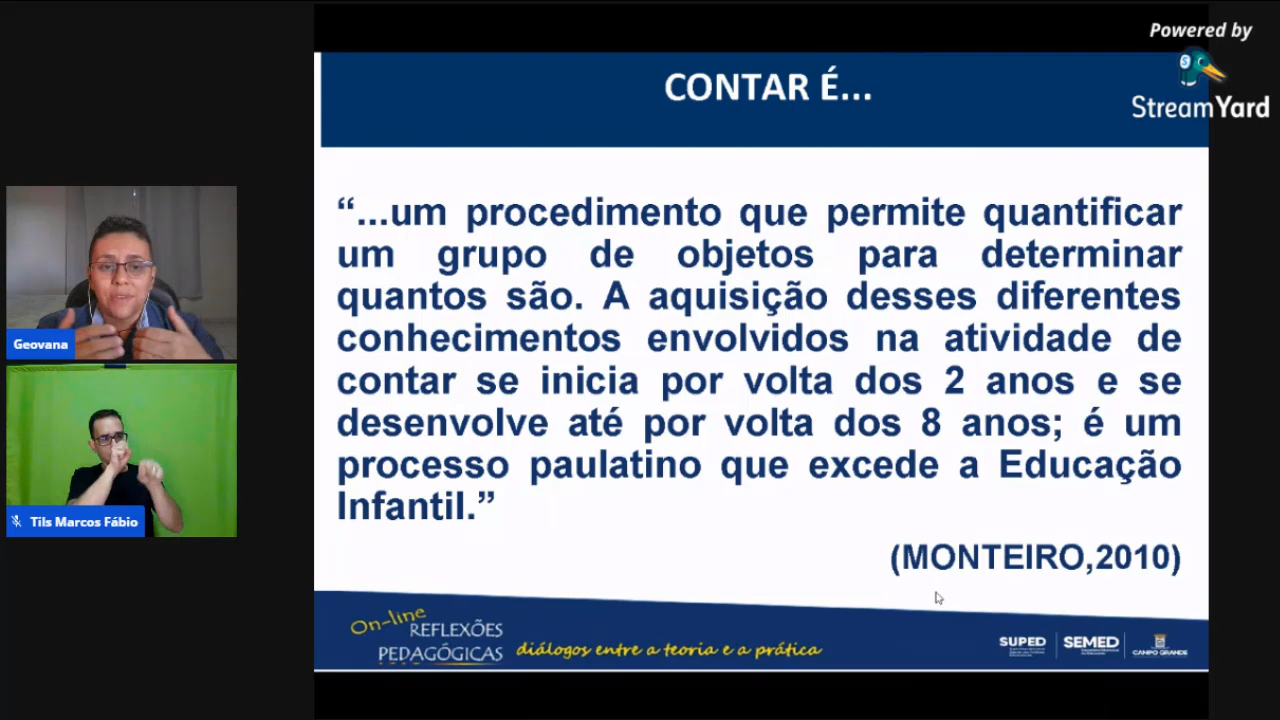 Powered by
StreamYard
CONTAR É...
“...um procedimento que permite quantificar
um grupo de objetos para determinar
quantos são. A aquisição desses diferentes
conhecimentos envolvidos na atividade de
contar se inicia por volta dos 2 anos e se
desenvolve até por volta dos 8 anos; é um
processo paulatino que excede a Educação
Infantil.”
(MONTEIRO,2010)
Geovana
Tils Marcos Fábio
On-line
REFLEXÕES
PEDAGÓGICAS
diálogos entre a teoria e a prática
SUPED
SEMED
CAMPO GRANDE